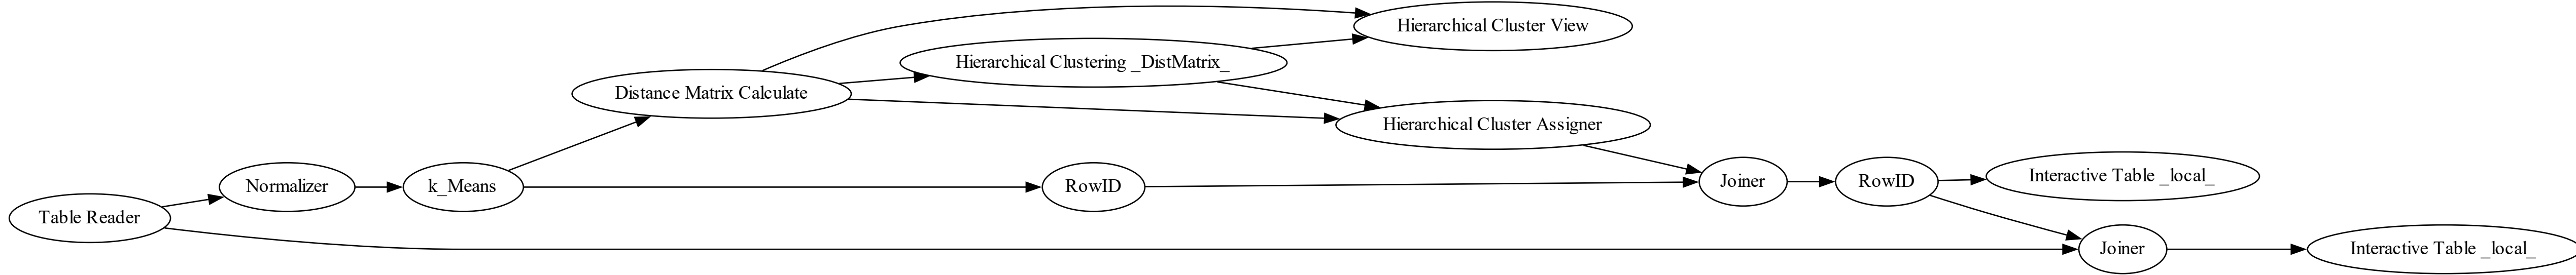 Hierarchical Cluster View
Hierarchical Clustering _DistMatrix_
Distance Matrix Calculate
Hierarchical Cluster Assigner
Normalizer
k_Means
RowID
Joiner
RowID
Interactive Table _local_
Table Reader
Joiner
Interactive Table _local_